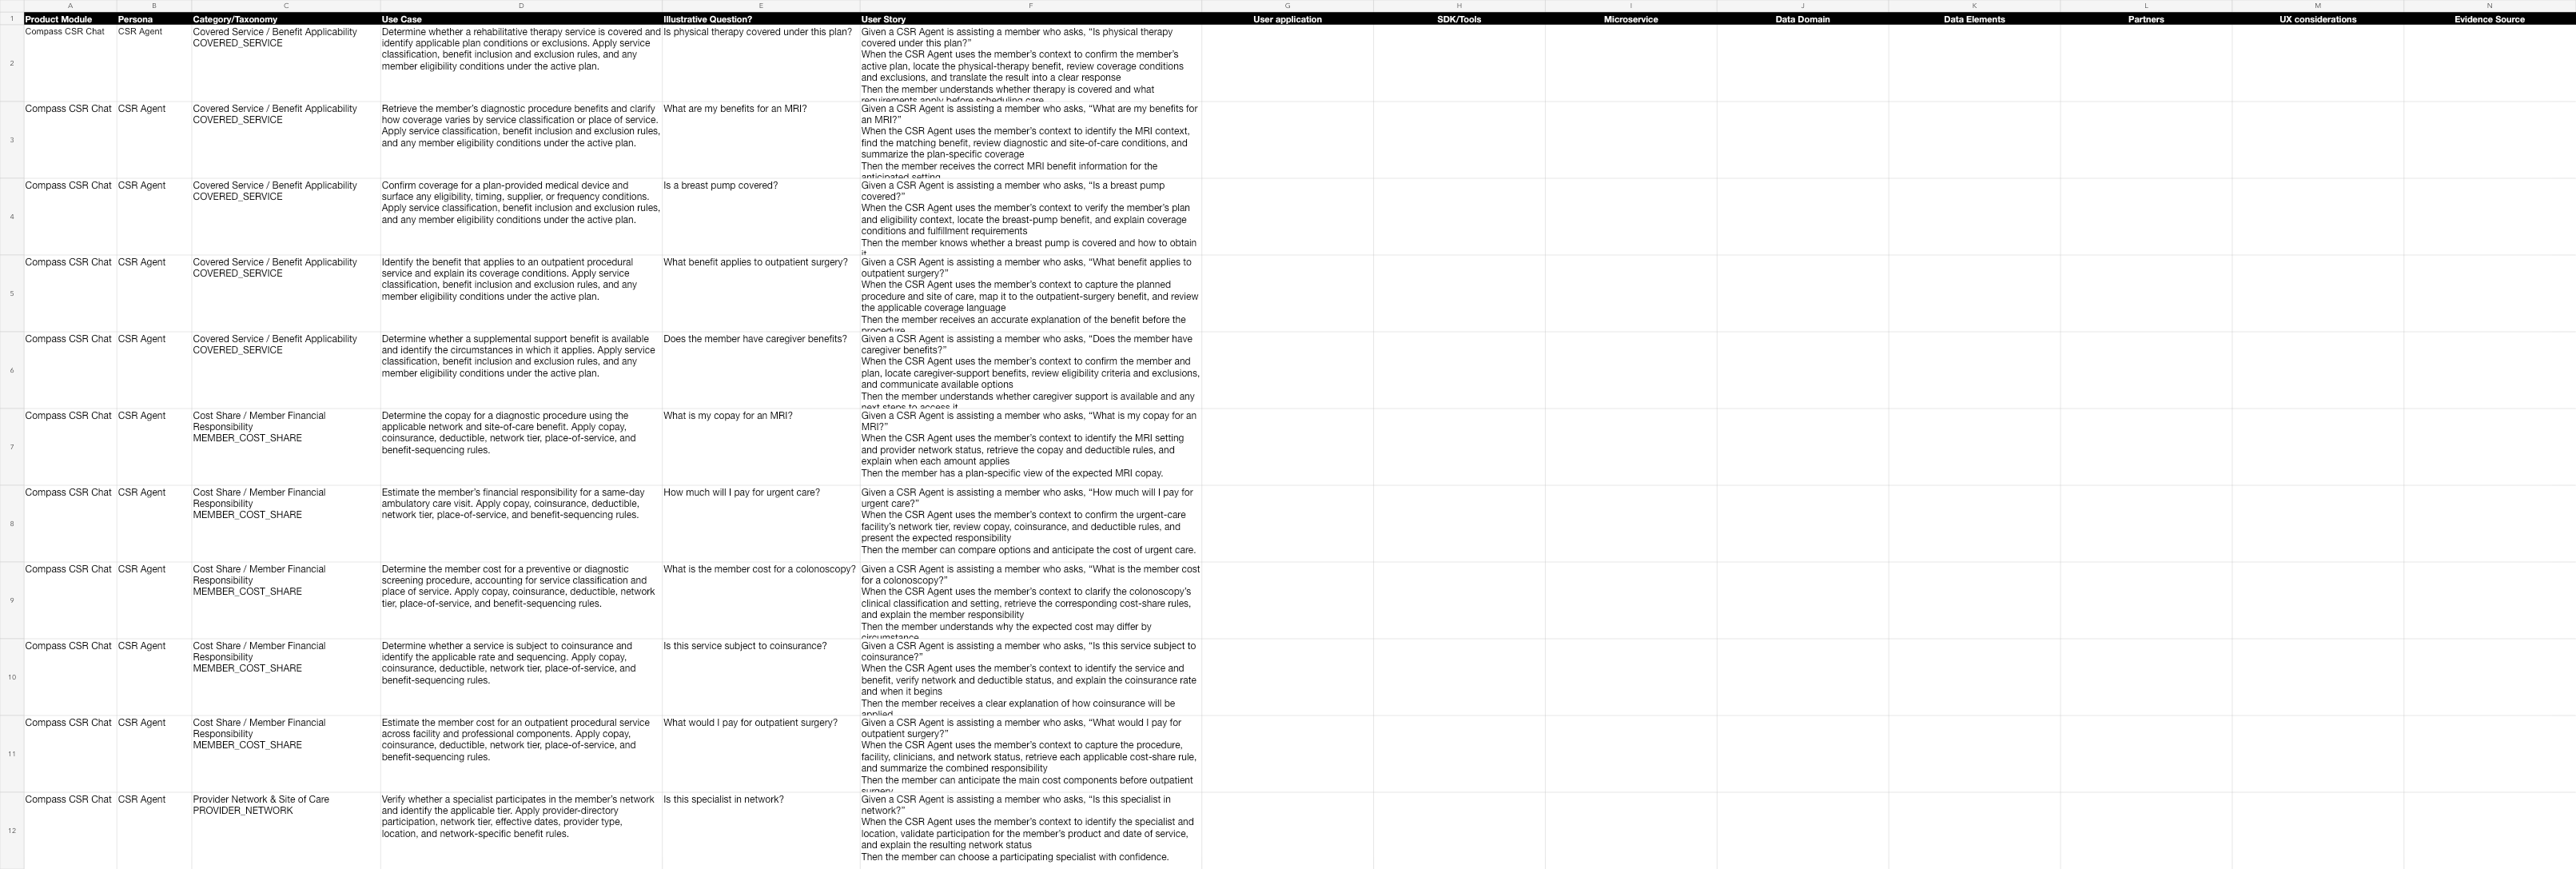 A B C D E F G H I J K L M N
1 Product Module Persona Category/Taxonomy Use Case Illustrative Question? User Story User application SDK/Tools Microservice Data Domain Data Elements Partners UX considerations Evidence Source
2
Compass CSR Chat
CSR Agent
Covered Service / Benefit Applicability
COVERED_SERVICE
Determine whether a rehabilitative therapy service is covered and
identify applicable plan conditions or exclusions. Apply service
classification, benefit inclusion and exclusion rules, and any
member eligibility conditions under the active plan.
Is physical therapy covered under this plan?
Given a CSR Agent is assisting a member who asks, “Is physical therapy
covered under this plan?”
When the CSR Agent uses the member’s context to confirm the member’s
active plan, locate the physical-therapy benefit, review coverage conditions
and exclusions, and translate the result into a clear response
Then the member understands whether therapy is covered and what
requirements apply before scheduling care.
3
Compass CSR Chat
CSR Agent
Covered Service / Benefit Applicability
COVERED_SERVICE
Retrieve the member’s diagnostic procedure benefits and clarify
how coverage varies by service classification or place of service.
Apply service classification, benefit inclusion and exclusion rules,
and any member eligibility conditions under the active plan.
What are my benefits for an MRI?
Given a CSR Agent is assisting a member who asks, “What are my benefits for
an MRI?”
When the CSR Agent uses the member’s context to identify the MRI context,
find the matching benefit, review diagnostic and site-of-care conditions, and
summarize the plan-specific coverage
Then the member receives the correct MRI benefit information for the
anticipated setting.
4
Compass CSR Chat
CSR Agent
Covered Service / Benefit Applicability
COVERED_SERVICE
Confirm coverage for a plan-provided medical device and
surface any eligibility, timing, supplier, or frequency conditions.
Apply service classification, benefit inclusion and exclusion rules,
and any member eligibility conditions under the active plan.
Is a breast pump covered?
Given a CSR Agent is assisting a member who asks, “Is a breast pump
covered?”
When the CSR Agent uses the member’s context to verify the member’s plan
and eligibility context, locate the breast-pump benefit, and explain coverage
conditions and fulfillment requirements
Then the member knows whether a breast pump is covered and how to obtain
it.
5
Compass CSR Chat
CSR Agent
Covered Service / Benefit Applicability
COVERED_SERVICE
Identify the benefit that applies to an outpatient procedural
service and explain its coverage conditions. Apply service
classification, benefit inclusion and exclusion rules, and any
member eligibility conditions under the active plan.
What benefit applies to outpatient surgery?
Given a CSR Agent is assisting a member who asks, “What benefit applies to
outpatient surgery?”
When the CSR Agent uses the member’s context to capture the planned
procedure and site of care, map it to the outpatient-surgery benefit, and review
the applicable coverage language
Then the member receives an accurate explanation of the benefit before the
procedure.
6
Compass CSR Chat
CSR Agent
Covered Service / Benefit Applicability
COVERED_SERVICE
Determine whether a supplemental support benefit is available
and identify the circumstances in which it applies. Apply service
classification, benefit inclusion and exclusion rules, and any
member eligibility conditions under the active plan.
Does the member have caregiver benefits?
Given a CSR Agent is assisting a member who asks, “Does the member have
caregiver benefits?”
When the CSR Agent uses the member’s context to confirm the member and
plan, locate caregiver-support benefits, review eligibility criteria and exclusions,
and communicate available options
Then the member understands whether caregiver support is available and any
next steps to access it.
7
Compass CSR Chat
CSR Agent
Cost Share / Member Financial
Responsibility
MEMBER_COST_SHARE
Determine the copay for a diagnostic procedure using the
applicable network and site-of-care benefit. Apply copay,
coinsurance, deductible, network tier, place-of-service, and
benefit-sequencing rules.
What is my copay for an MRI?
Given a CSR Agent is assisting a member who asks, “What is my copay for an
MRI?”
When the CSR Agent uses the member’s context to identify the MRI setting
and provider network status, retrieve the copay and deductible rules, and
explain when each amount applies
Then the member has a plan-specific view of the expected MRI copay.
8
Compass CSR Chat
CSR Agent
Cost Share / Member Financial
Responsibility
MEMBER_COST_SHARE
Estimate the member’s financial responsibility for a same-day
ambulatory care visit. Apply copay, coinsurance, deductible,
network tier, place-of-service, and benefit-sequencing rules.
How much will I pay for urgent care?
Given a CSR Agent is assisting a member who asks, “How much will I pay for
urgent care?”
When the CSR Agent uses the member’s context to confirm the urgent-care
facility’s network tier, review copay, coinsurance, and deductible rules, and
present the expected responsibility
Then the member can compare options and anticipate the cost of urgent care.
9
Compass CSR Chat
CSR Agent
Cost Share / Member Financial
Responsibility
MEMBER_COST_SHARE
Determine the member cost for a preventive or diagnostic
screening procedure, accounting for service classification and
place of service. Apply copay, coinsurance, deductible, network
tier, place-of-service, and benefit-sequencing rules.
What is the member cost for a colonoscopy?
Given a CSR Agent is assisting a member who asks, “What is the member cost
for a colonoscopy?”
When the CSR Agent uses the member’s context to clarify the colonoscopy’s
clinical classification and setting, retrieve the corresponding cost-share rules,
and explain the member responsibility
Then the member understands why the expected cost may differ by
circumstance.
10
Compass CSR Chat
CSR Agent
Cost Share / Member Financial
Responsibility
MEMBER_COST_SHARE
Determine whether a service is subject to coinsurance and
identify the applicable rate and sequencing. Apply copay,
coinsurance, deductible, network tier, place-of-service, and
benefit-sequencing rules.
Is this service subject to coinsurance?
Given a CSR Agent is assisting a member who asks, “Is this service subject to
coinsurance?”
When the CSR Agent uses the member’s context to identify the service and
benefit, verify network and deductible status, and explain the coinsurance rate
and when it begins
Then the member receives a clear explanation of how coinsurance will be
applied.
11
Compass CSR Chat
CSR Agent
Cost Share / Member Financial
Responsibility
MEMBER_COST_SHARE
Estimate the member cost for an outpatient procedural service
across facility and professional components. Apply copay,
coinsurance, deductible, network tier, place-of-service, and
benefit-sequencing rules.
What would I pay for outpatient surgery?
Given a CSR Agent is assisting a member who asks, “What would I pay for
outpatient surgery?”
When the CSR Agent uses the member’s context to capture the procedure,
facility, clinicians, and network status, retrieve each applicable cost-share rule,
and summarize the combined responsibility
Then the member can anticipate the main cost components before outpatient
surgery.
12
Compass CSR Chat
CSR Agent
Provider Network & Site of Care
PROVIDER_NETWORK
Verify whether a specialist participates in the member’s network
and identify the applicable tier. Apply provider-directory
participation, network tier, effective dates, provider type,
location, and network-specific benefit rules.
Is this specialist in network?
Given a CSR Agent is assisting a member who asks, “Is this specialist in
network?”
When the CSR Agent uses the member’s context to identify the specialist and
location, validate participation for the member’s product and date of service,
and explain the resulting network status
Then the member can choose a participating specialist with confidence.